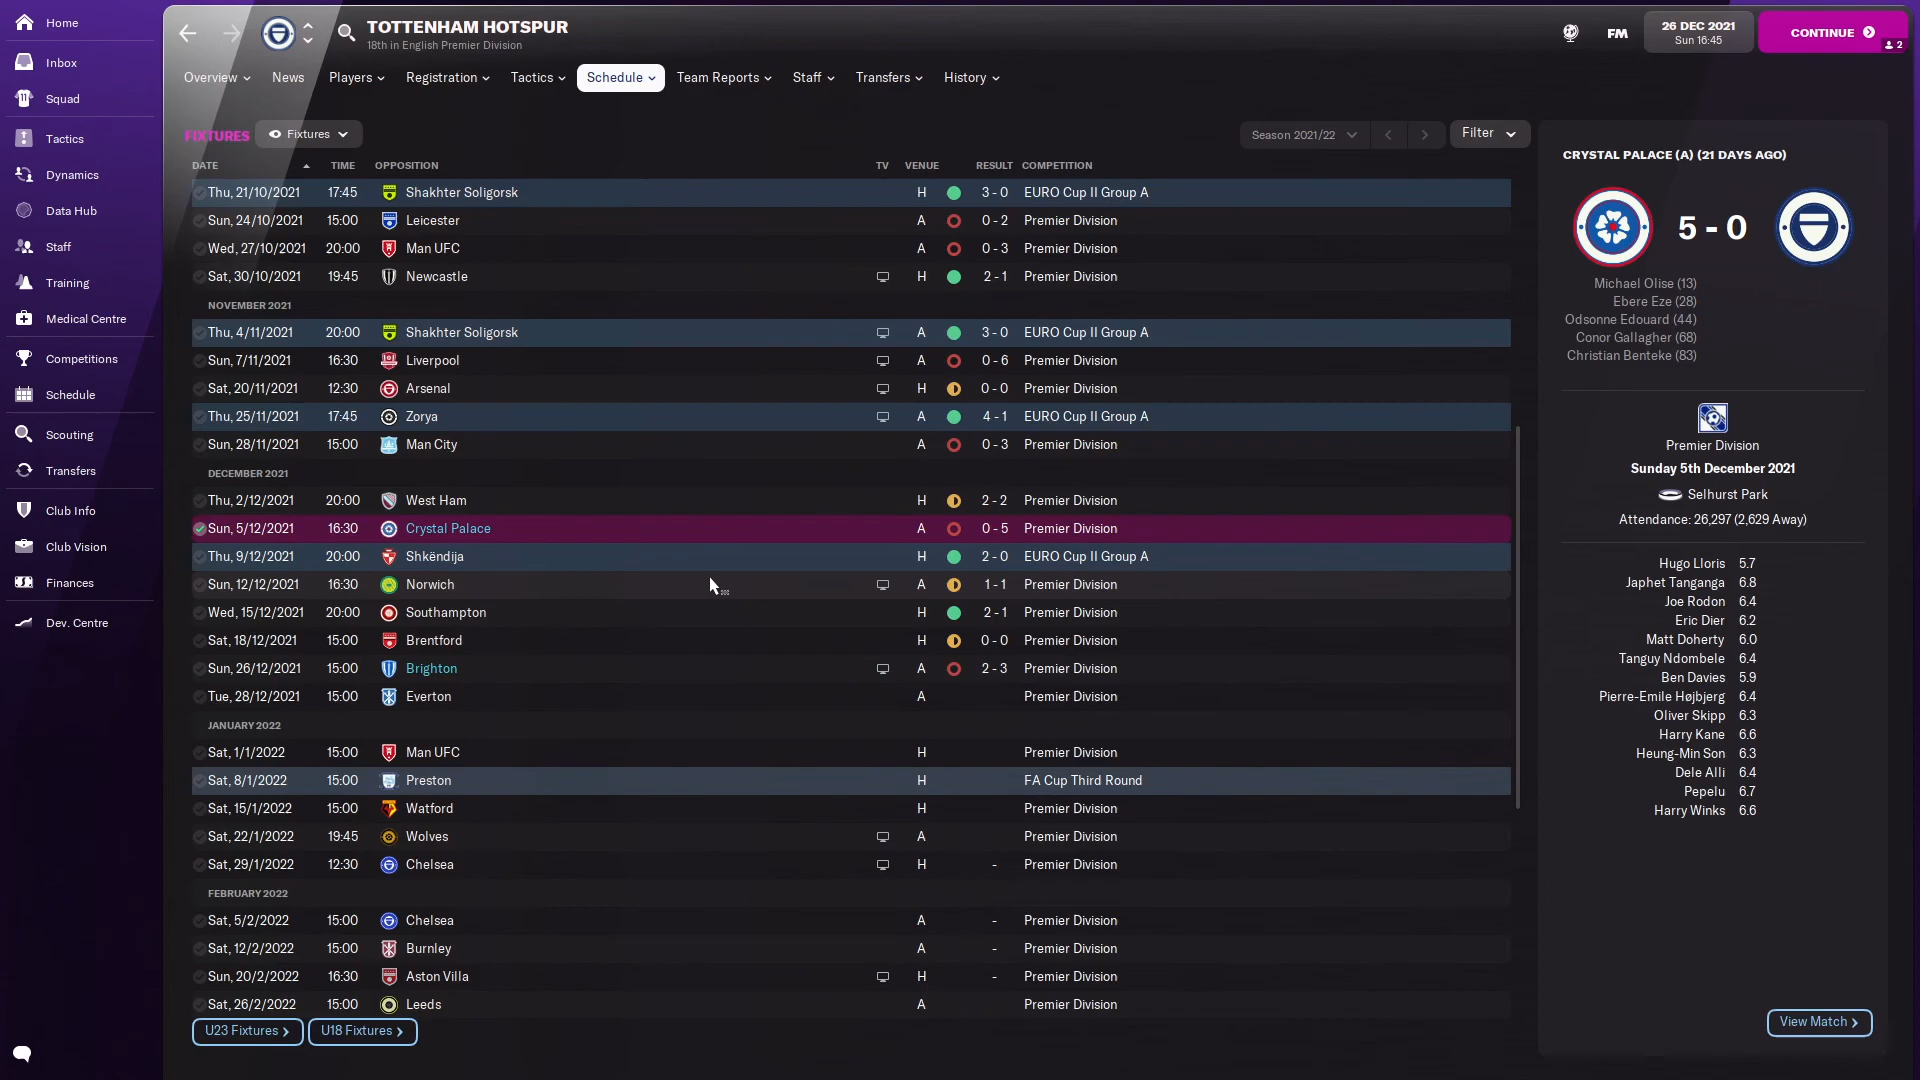 Home
Inbox
Squad
Tactics
Dynamics
Data Hub
Staff
Training
Medical Centre
Competitions
Schedule
Scouting
Transfers
Club Info
Club Vision
Finances
Dev. Centre
TOTTENHAM HOTSPUR
18th in English Premier Division
FM
26 DEC 2021
Sun 16:45
CONTINUE
2
Overview News Players Registration Tactics Schedule Team Reports Staff Transfers History
FIXTURES Fixtures Season 2021/22 Filter
DATE TIME OPPOSITION TV VENUE RESULT COMPETITION
Thu, 21/10/2021 17:45 Shakhter Soligorsk H 3 - 0 EURO Cup II Group A
Sun, 24/10/2021 15:00 Leicester A 0 - 2 Premier Division
Wed, 27/10/2021 20:00 Man UFC A 0 - 3 Premier Division
Sat, 30/10/2021 19:45 Newcastle H 2 - 1 Premier Division
NOVEMBER 2021
Thu, 4/11/2021 20:00 Shakhter Soligorsk A 3 - 0 EURO Cup II Group A
Sun, 7/11/2021 16:30 Liverpool A 0 - 6 Premier Division
Sat, 20/11/2021 12:30 Arsenal H 0 - 0 Premier Division
Thu, 25/11/2021 17:45 Zorya A 4 - 1 EURO Cup II Group A
Sun, 28/11/2021 15:00 Man City A 0 - 3 Premier Division
DECEMBER 2021
Thu, 2/12/2021 20:00 West Ham H 2 - 2 Premier Division
Sun, 5/12/2021 16:30 Crystal Palace A 0 - 5 Premier Division
Thu, 9/12/2021 20:00 Shkëndija H 2 - 0 EURO Cup II Group A
Sun, 12/12/2021 16:30 Norwich A 1 - 1 Premier Division
Wed, 15/12/2021 20:00 Southampton H 2 - 1 Premier Division
Sat, 18/12/2021 15:00 Brentford H 0 - 0 Premier Division
Sun, 26/12/2021 15:00 Brighton A 2 - 3 Premier Division
Tue, 28/12/2021 15:00 Everton A Premier Division
JANUARY 2022
Sat, 1/1/2022 15:00 Man UFC H Premier Division
Sat, 8/1/2022 15:00 Preston H FA Cup Third Round
Sat, 15/1/2022 15:00 Watford H Premier Division
Sat, 22/1/2022 19:45 Wolves A Premier Division
Sat, 29/1/2022 12:30 Chelsea H - Premier Division
FEBRUARY 2022
Sat, 5/2/2022 15:00 Chelsea A - Premier Division
Sat, 12/2/2022 15:00 Burnley A - Premier Division
Sun, 20/2/2022 16:30 Aston Villa H - Premier Division
Sat, 26/2/2022 15:00 Leeds A Premier Division
U23 Fixtures U18 Fixtures
CRYSTAL PALACE (A) (21 DAYS AGO)
5 - 0
Michael Olise (13)
Ebere Eze (28)
Odsonne Edouard (44)
Conor Gallagher (68)
Christian Benteke (83)
Premier Division
Sunday 5th December 2021
Selhurst Park
Attendance: 26,297 (2,629 Away)
Hugo Lloris 5.7
Japhet Tanganga 6.8
Joe Rodon 6.4
Eric Dier 6.2
Matt Doherty 6.0
Tanguy Ndombele 6.4
Ben Davies 5.9
Pierre-Emile Højbjerg 6.4
Oliver Skipp 6.3
Harry Kane 6.6
Heung-Min Son 6.3
Dele Alli 6.4
Pepelu 6.7
Harry Winks 6.6
View Match